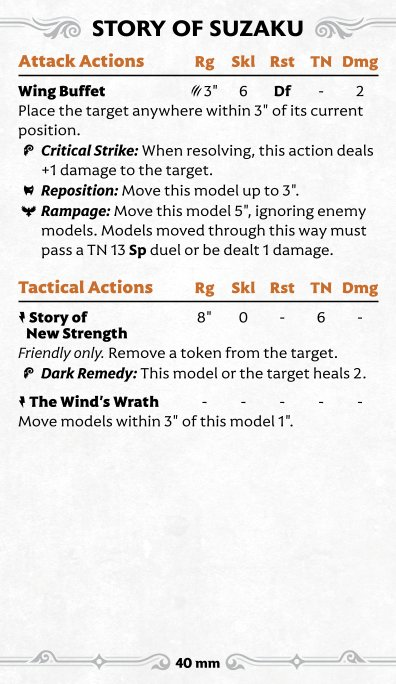 STORY OF SUZAKU
Attack Actions Rg Skl Rst TN Dmg
Wing Buffet 3" 6 Df - 2
Place the target anywhere within 3" of its current
position.
Critical Strike: When resolving, this action deals
+1 damage to the target.
Reposition: Move this model up to 3".
Rampage: Move this model 5", ignoring enemy
models. Models moved through this way must
pass a TN 13 Sp duel or be dealt 1 damage.
Tactical Actions Rg Skl Rst TN Dmg
Story of
New Strength 8" 0 - 6 -
Friendly only. Remove a token from the target.
Dark Remedy: This model or the target heals 2.
The Wind's Wrath - - - - -
Move models within 3" of this model 1".
40 mm